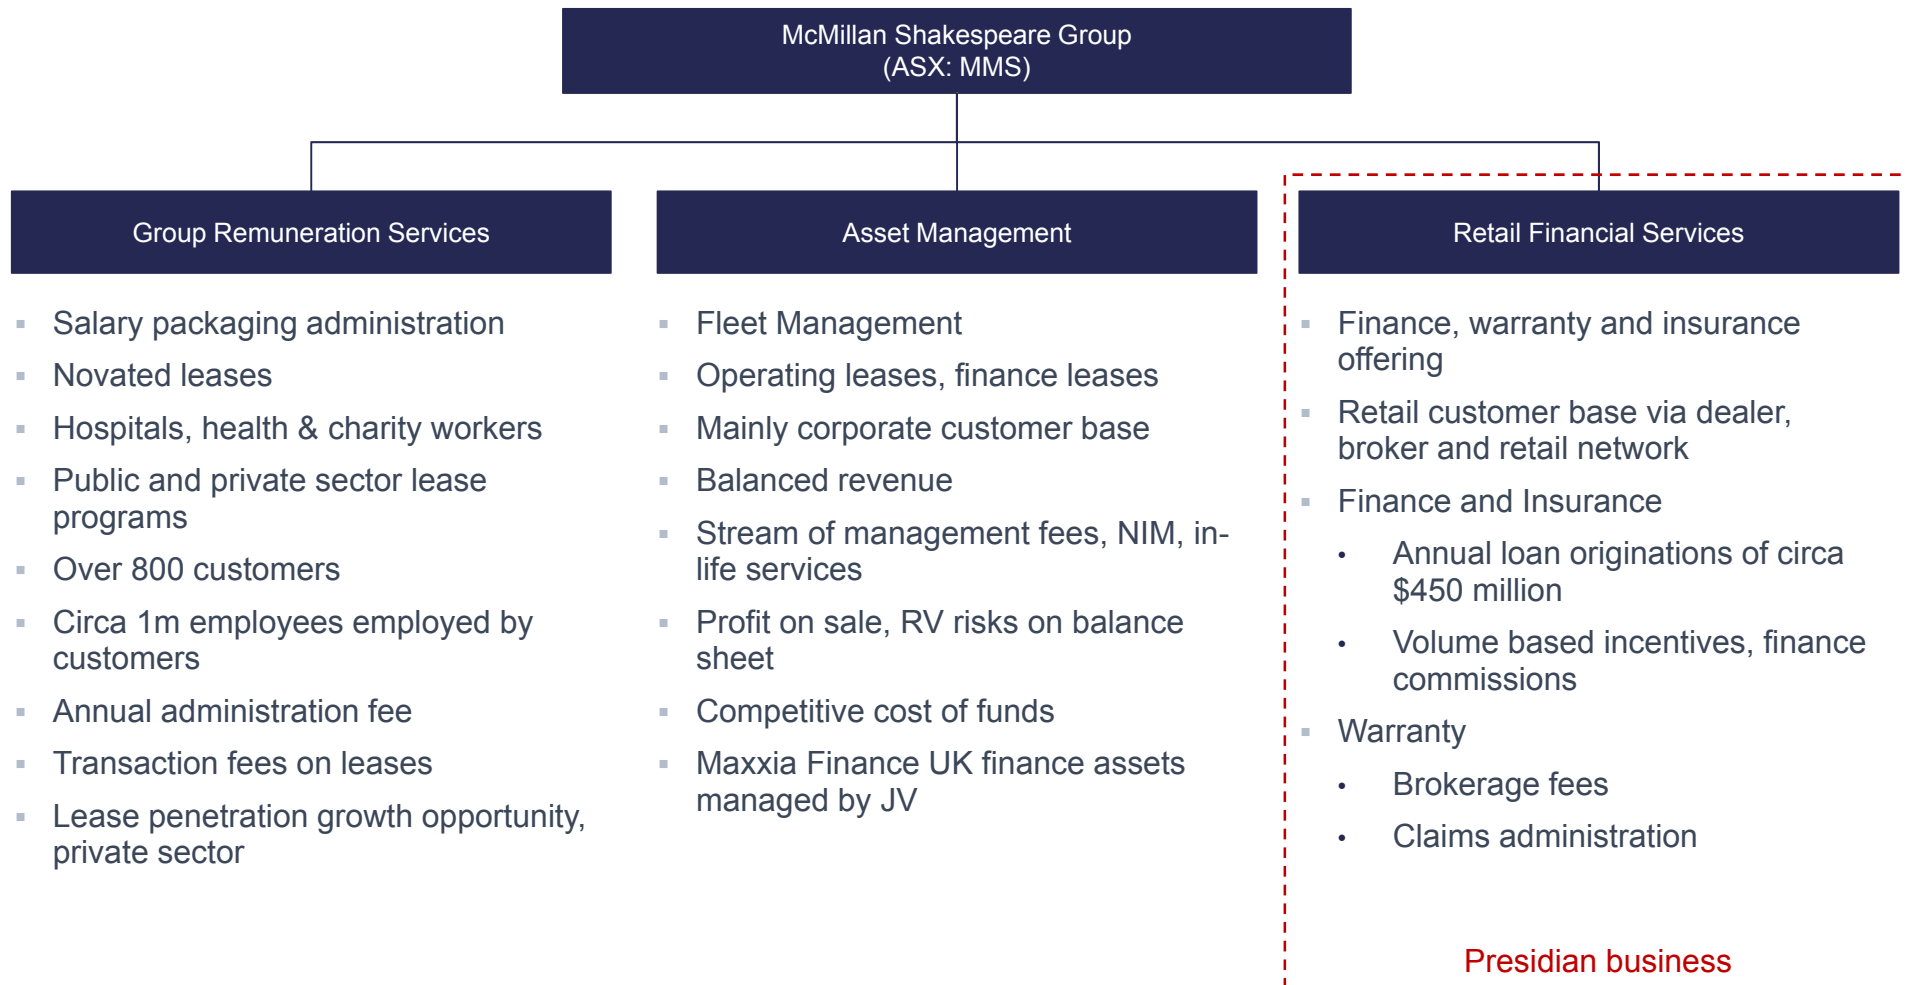 McMillan Shakespeare Group
(ASX: MMS)
Group Remuneration Services
▪ Salary packaging administration
▪ Novated leases
▪ Hospitals, health & charity workers
▪ Public and private sector lease
programs
▪ Over 800 customers
▪ Circa 1m employees employed by
customers
▪ Annual administration fee
▪ Transaction fees on leases
▪ Lease penetration growth opportunity,
private sector
Asset Management
▪ Fleet Management
▪ Operating leases, finance leases
▪ Mainly corporate customer base
▪ Balanced revenue
▪ Stream of management fees, NIM, in-
life services
▪ Profit on sale, RV risks on balance
sheet
▪ Competitive cost of funds
▪ Maxxia Finance UK finance assets
managed by JV
Retail Financial Services
▪ Finance, warranty and insurance
offering
▪ Retail customer base via dealer,
broker and retail network
▪ Finance and Insurance
• Annual loan originations of circa
$450 million
• Volume based incentives, finance
commissions
▪ Warranty
• Brokerage fees
• Claims administration
Presidian business